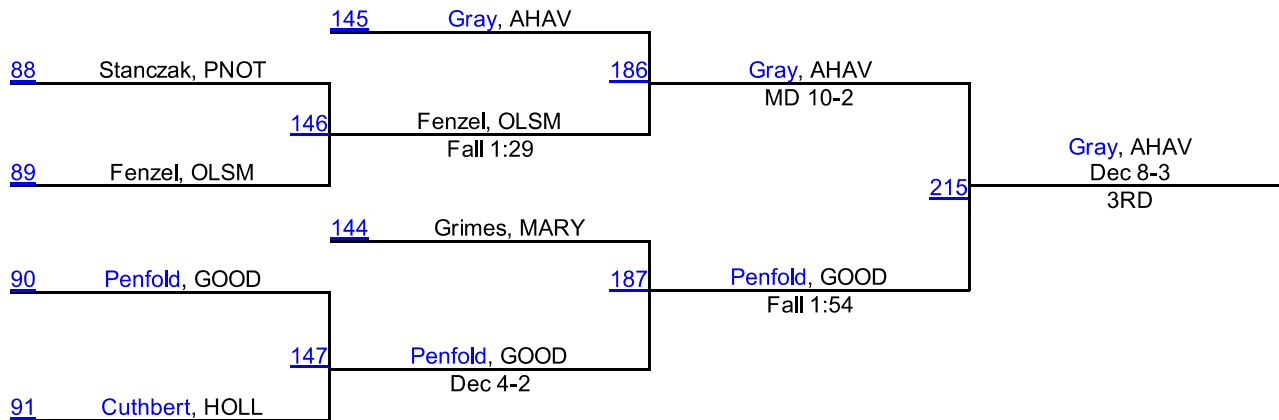 145 Gray, AHAV
88 Stanczak, PNOT
186 Gray, AHAV
MD 10-2
146 Fenzel, OLSM
Fall 1:29
89 Fenzel, OLSM
215 Gray, AHAV
Dec 8-3
3RD
144 Grimes, MARY
90 Penfold, GOOD
187 Penfold, GOOD
Fall 1:54
147 Penfold, GOOD
Dec 4-2
91 Cuthbert, HOLL